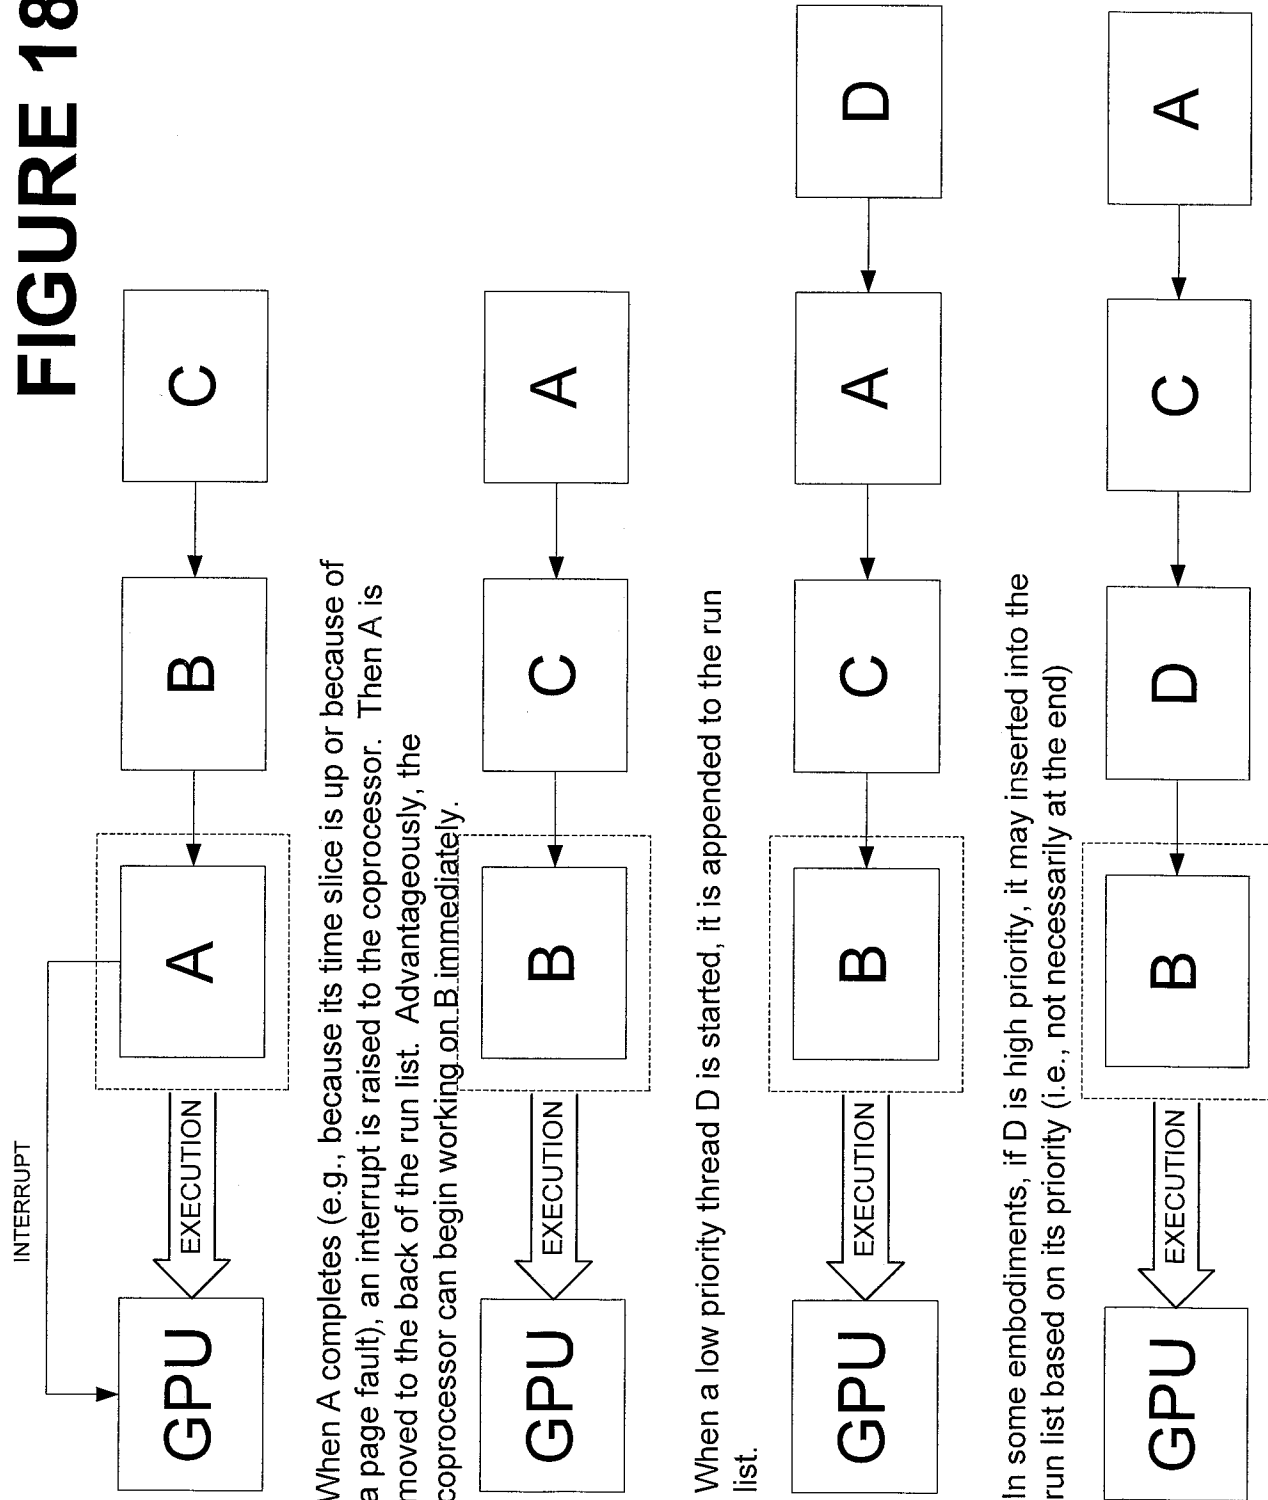 FIGURE 18
INTERRUPT
GPU
EXECUTION
A
B
C
When A completes (e.g., because its time slice is up or because of
a page fault), an interrupt is raised to the coprocessor. Then A is
moved to the back of the run list. Advantageously, the
coprocessor can begin working on B immediately.
GPU
EXECUTION
B
C
A
When a low priority thread D is started, it is appended to the run
list.
GPU
EXECUTION
B
C
A
D
In some embodiments, if D is high priority, it may inserted into the
run list based on its priority (i.e., not necessarily at the end)
GPU
EXECUTION
B
D
C
A